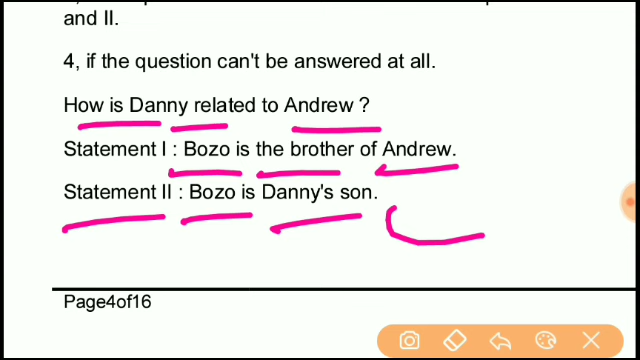 and II.
4, if the question can't be answered at all.
How is Danny related to Andrew ?
Statement I : Bozo is the brother of Andrew.
Statement II : Bozo is Danny's son.
Page4of16